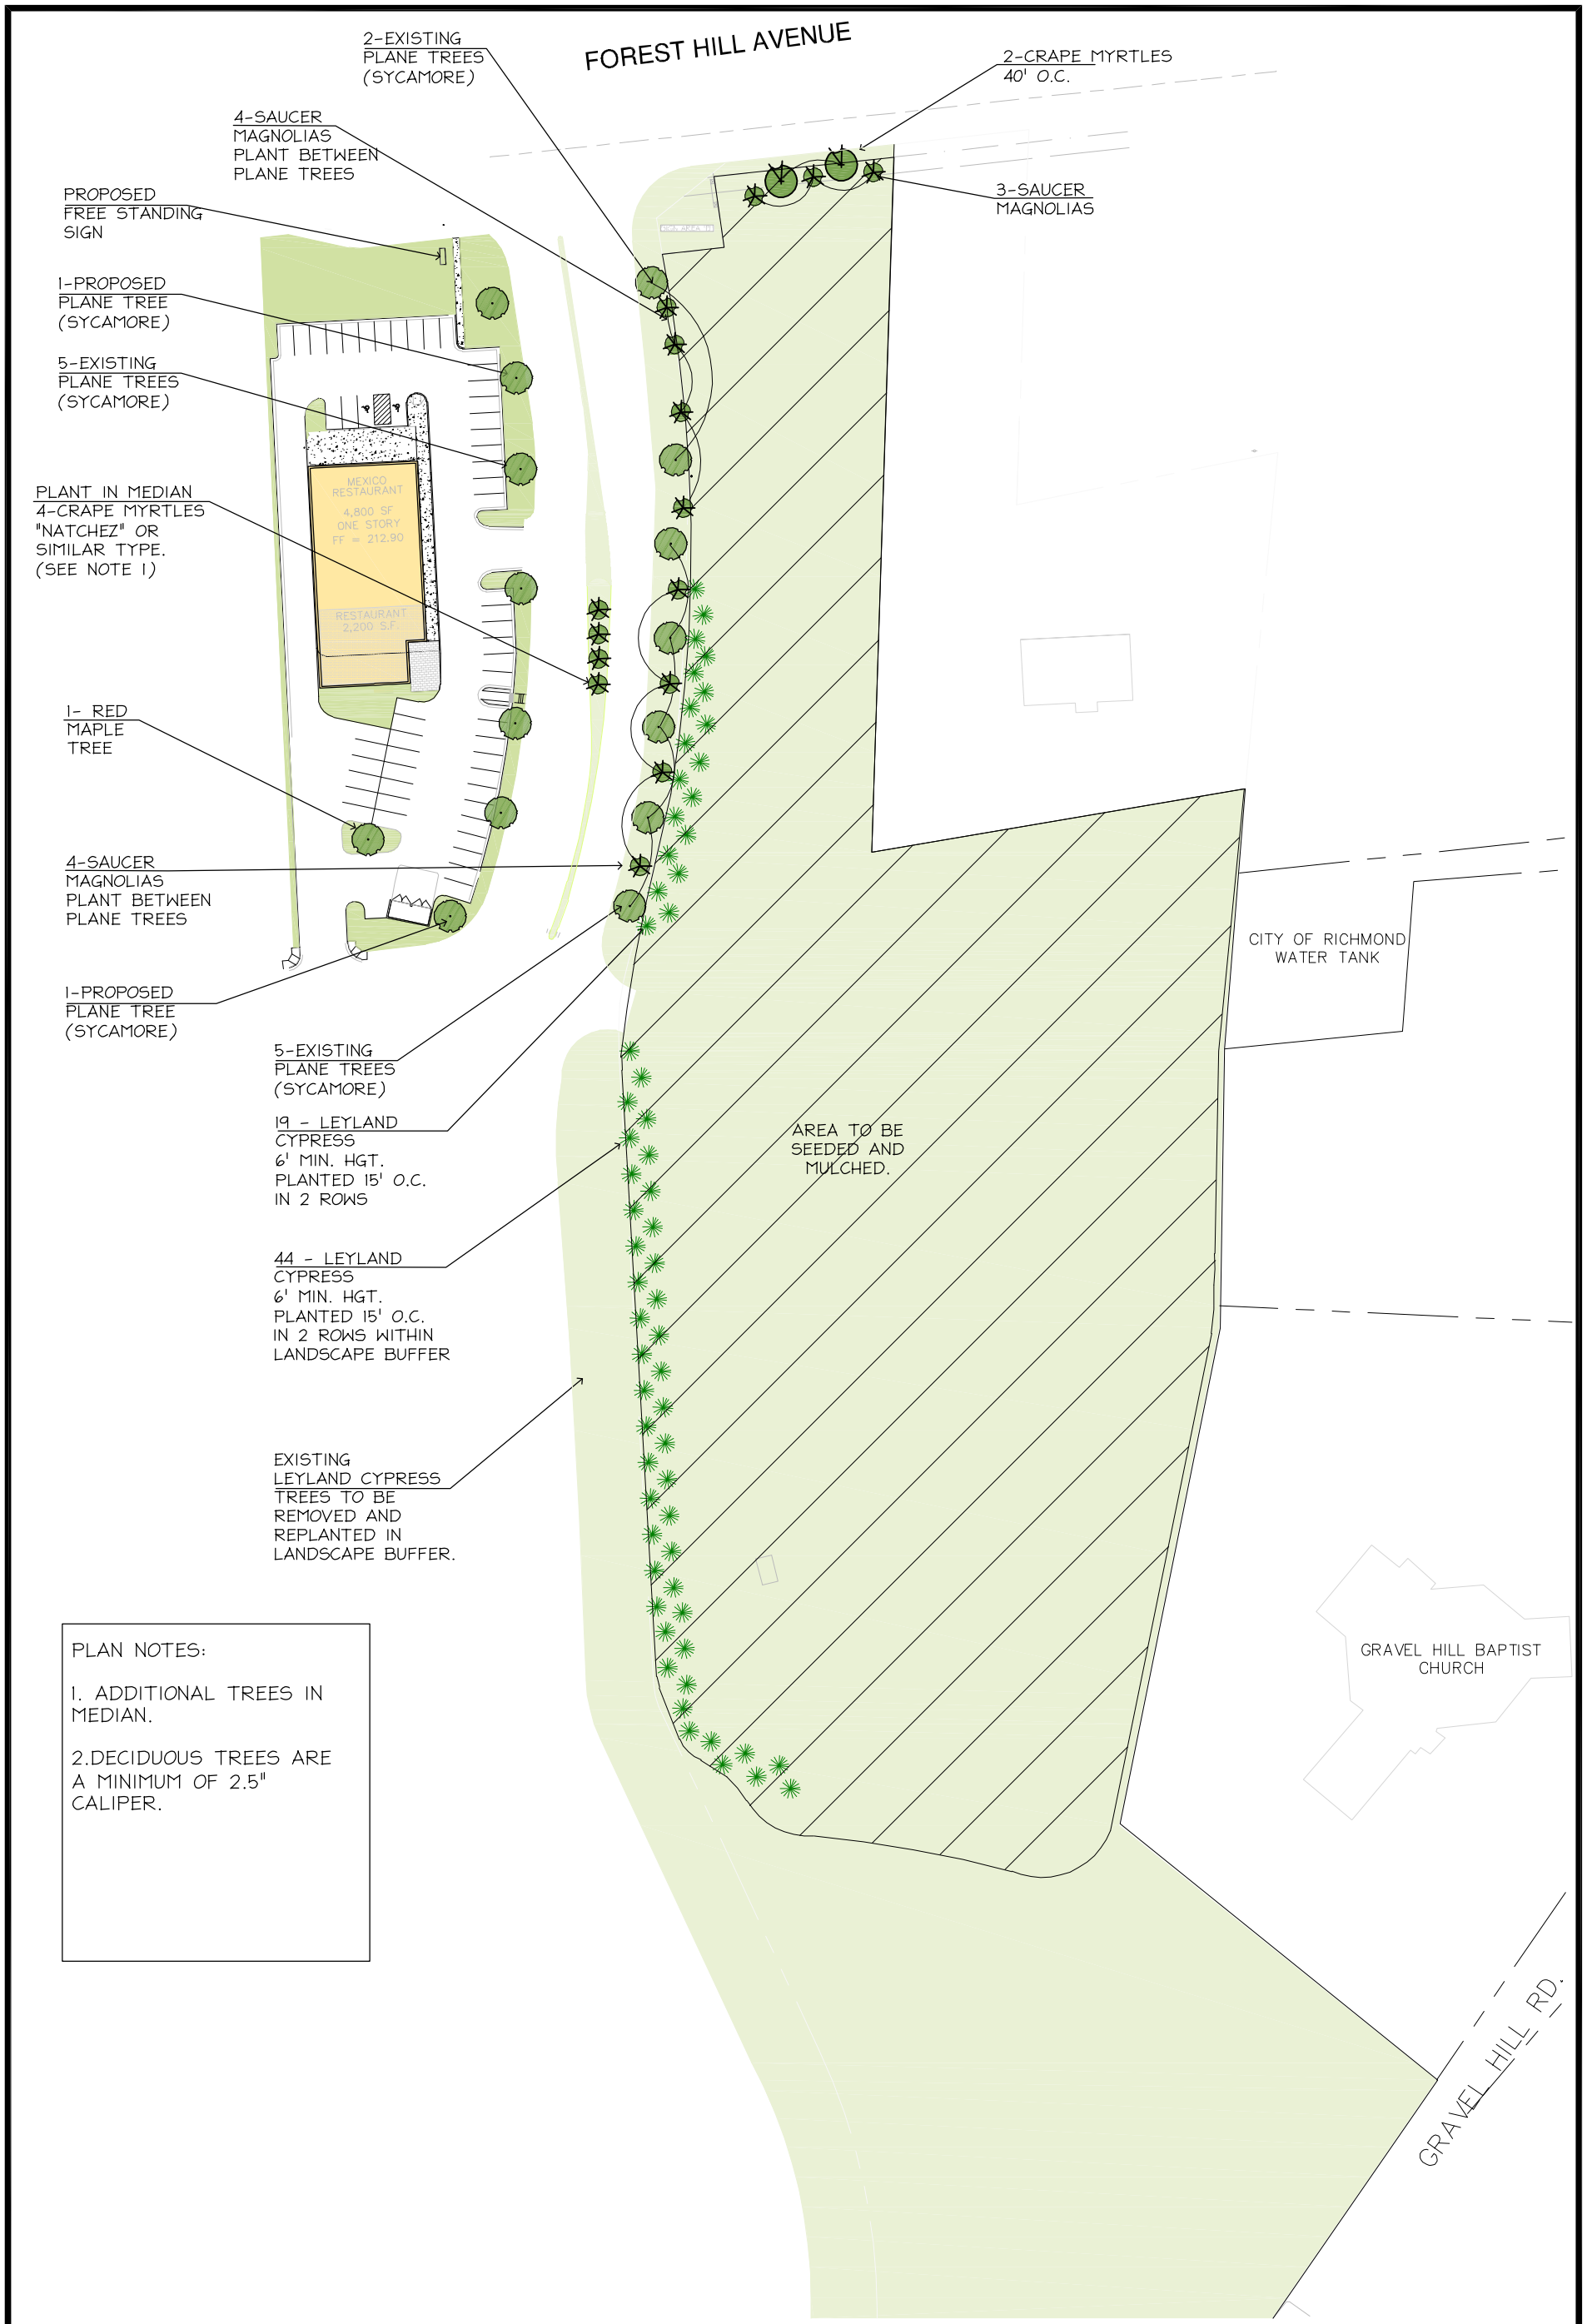 FOREST HILL AVENUE
2-EXISTING
PLANE TREES
(SYCAMORE)
2-CRAPE MYRTLES
40' O.C.
4-SAUCER
MAGNOLIAS
PLANT BETWEEN
PLANE TREES
3-SAUCER
MAGNOLIAS
PROPOSED
FREE STANDING
SIGN
1-PROPOSED
PLANE TREE
(SYCAMORE)
5-EXISTING
PLANE TREES
(SYCAMORE)
PLANT IN MEDIAN
4-CRAPE MYRTLES
"NATCHEZ" OR
SIMILAR TYPE.
(SEE NOTE 1)
MEXICO
RESTAURANT
4,800 SF
ONE STORY
FF = 212.90
RESTAURANT
2,200 S.F.
1- RED
MAPLE
TREE
4-SAUCER
MAGNOLIAS
PLANT BETWEEN
PLANE TREES
1-PROPOSED
PLANE TREE
(SYCAMORE)
CITY OF RICHMOND
WATER TANK
5-EXISTING
PLANE TREES
(SYCAMORE)
19 - LEYLAND
CYPRESS
6' MIN. HGT.
PLANTED 15' O.C.
IN 2 ROWS
AREA TO BE
SEEDED AND
MULCHED.
44 - LEYLAND
CYPRESS
6' MIN. HGT.
PLANTED 15' O.C.
IN 2 ROWS WITHIN
LANDSCAPE BUFFER
EXISTING
LEYLAND CYPRESS
TREES TO BE
REMOVED AND
REPLANTED IN
LANDSCAPE BUFFER.
GRAVEL HILL BAPTIST
CHURCH
PLAN NOTES:
1. ADDITIONAL TREES IN
MEDIAN.
2.DECIDUOUS TREES ARE
A MINIMUM OF 2.5"
CALIPER.
GRAVEL HILL RD.